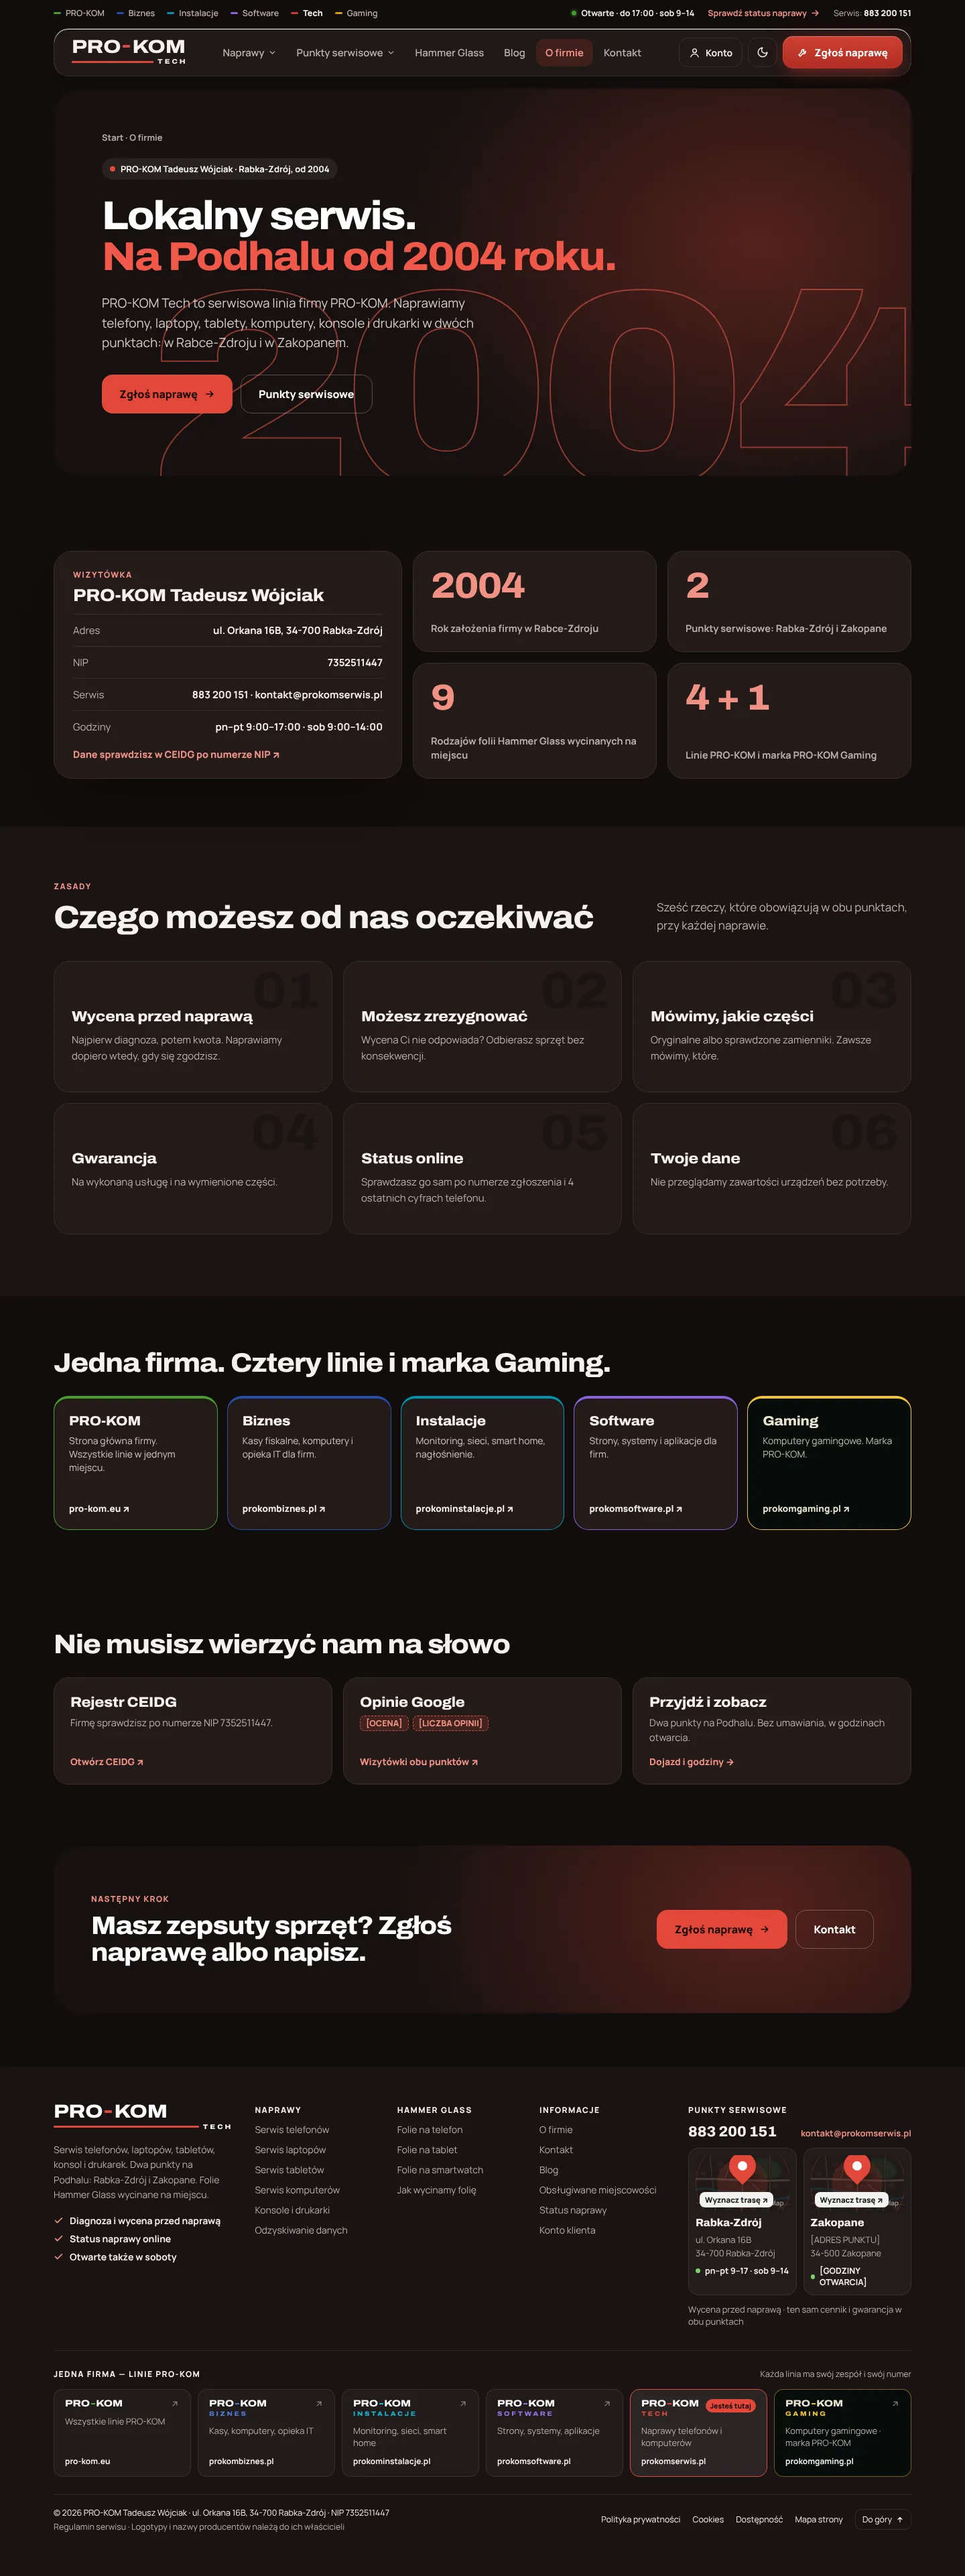 PRO-KOM Biznes Instalacje Software Tech Gaming
Otwarte · do 17:00 · sob 9–14 Sprawdź status naprawy → Serwis: 883 200 151
PRO-KOM
TECH
Naprawy Punkty serwisowe Hammer Glass Blog O firmie Kontakt
Konto
Zgłoś naprawę
Start · O firmie
PRO-KOM Tadeusz Wójciak · Rabka-Zdrój, od 2004
Lokalny serwis.
Na Podhalu od 2004 roku.
PRO-KOM Tech to serwisowa linia firmy PRO-KOM. Naprawiamy
telefony, laptopy, tablety, komputery, konsole i drukarki w dwóch
punktach: w Rabce-Zdroju i w Zakopanem.
Zgłoś naprawę →
Punkty serwisowe
2004
WIZYTÓWKA
PRO-KOM Tadeusz Wójciak
Adres ul. Orkana 16B, 34-700 Rabka-Zdrój
NIP 7352511447
Serwis 883 200 151 · kontakt@prokomserwis.pl
Godziny pn–pt 9:00–17:00 · sob 9:00–14:00
Dane sprawdzisz w CEIDG po numerze NIP ↗
2004
Rok założenia firmy w Rabce-Zdroju
2
Punkty serwisowe: Rabka-Zdrój i Zakopane
9
Rodzajów folii Hammer Glass wycinanych na
miejscu
4 + 1
Linie PRO-KOM i marka PRO-KOM Gaming
ZASADY
Czego możesz od nas oczekiwać
Sześć rzeczy, które obowiązują w obu punktach,
przy każdej naprawie.
01
Wycena przed naprawą
Najpierw diagnoza, potem kwota. Naprawiamy
dopiero wtedy, gdy się zgodzisz.
02
Możesz zrezygnować
Wycena Ci nie odpowiada? Odbierasz sprzęt bez
konsekwencji.
03
Mówimy, jakie części
Oryginalne albo sprawdzone zamienniki. Zawsze
mówimy, które.
04
Gwarancja
Na wykonaną usługę i na wymienione części.
05
Status online
Sprawdzasz go sam po numerze zgłoszenia i 4
ostatnich cyfrach telefonu.
06
Twoje dane
Nie przeglądamy zawartości urządzeń bez potrzeby.
Jedna firma. Cztery linie i marka Gaming.
PRO-KOM
Strona główna firmy.
Wszystkie linie w jednym
miejscu.
pro-kom.eu ↗
Biznes
Kasy fiskalne, komputery i
opieka IT dla firm.
prokombiznes.pl ↗
Instalacje
Monitoring, sieci, smart home,
nagłośnienie.
prokominstalacje.pl ↗
Software
Strony, systemy i aplikacje dla
firm.
prokomsoftware.pl ↗
Gaming
Komputery gamingowe. Marka
PRO-KOM.
prokomgaming.pl ↗
Nie musisz wierzyć nam na słowo
Rejestr CEIDG
Firmę sprawdzisz po numerze NIP 7352511447.
Otwórz CEIDG ↗
Opinie Google
[OCENA] [LICZBA OPINII]
Wizytówki obu punktów ↗
Przyjdź i zobacz
Dwa punkty na Podhalu. Bez umawiania, w godzinach
otwarcia.
Dojazd i godziny →
NASTĘPNY KROK
Masz zepsuty sprzęt? Zgłoś
naprawę albo napisz.
Zgłoś naprawę →
Kontakt
PRO-KOM
TECH
Serwis telefonów, laptopów, tabletów,
konsol i drukarek. Dwa punkty na
Podhalu: Rabka-Zdrój i Zakopane. Folie
Hammer Glass wycinane na miejscu.
Diagnoza i wycena przed naprawą
Status naprawy online
Otwarte także w soboty
NAPRAWY
Serwis telefonów
Serwis laptopów
Serwis tabletów
Serwis komputerów
Konsole i drukarki
Odzyskiwanie danych
HAMMER GLASS
Folie na telefon
Folie na tablet
Folie na smartwatch
Jak wycinamy folię
INFORMACJE
O firmie
Kontakt
Blog
Obsługiwane miejscowości
Status naprawy
Konto klienta
PUNKTY SERWISOWE
883 200 151 kontakt@prokomserwis.pl
Wyznacz trasę ↗
Rabka-Zdrój
ul. Orkana 16B
34-700 Rabka-Zdrój
pn–pt 9–17 · sob 9–14
Wyznacz trasę ↗
Zakopane
[ADRES PUNKTU]
34-500 Zakopane
[GODZINY
OTWARCIA]
Wycena przed naprawą · ten sam cennik i gwarancja w
obu punktach
JEDNA FIRMA — LINIE PRO-KOM
Każda linia ma swój zespół i swój numer
PRO-KOM ↗
Wszystkie linie PRO-KOM
pro-kom.eu
PRO-KOM ↗
BIZNES
Kasy, komputery, opieka IT
prokombiznes.pl
PRO-KOM ↗
INSTALACJE
Monitoring, sieci, smart
home
prokominstalacje.pl
PRO-KOM ↗
SOFTWARE
Strony, systemy, aplikacje
prokomsoftware.pl
PRO-KOM Jesteś tutaj
TECH
Naprawy telefonów i
komputerów
prokomserwis.pl
PRO-KOM ↗
GAMING
Komputery gamingowe ·
marka PRO-KOM
prokomgaming.pl
© 2026 PRO-KOM Tadeusz Wójciak · ul. Orkana 16B, 34-700 Rabka-Zdrój · NIP 7352511447
Regulamin serwisu · Logotypy i nazwy producentów należą do ich właścicieli
Polityka prywatności Cookies Dostępność Mapa strony Do góry ↑